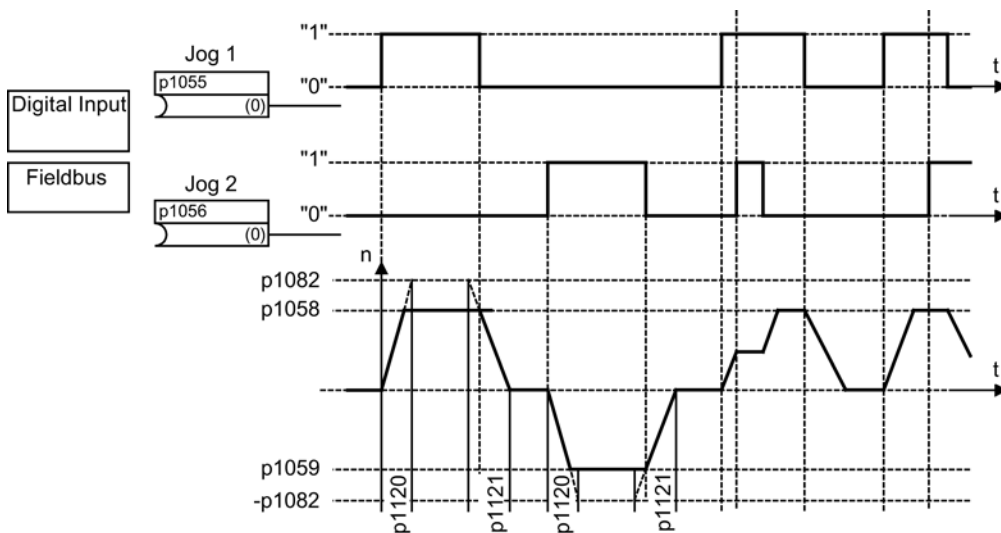 "1"
Jog 1
t
p1055
"0"
(0)
Digital Input
"1"
Fieldbus
Jog 2
t
p1056
"0"
(0)
n
p1082
p1058
t
p1059
-p1082
p1120
p1121
p1120
p1121